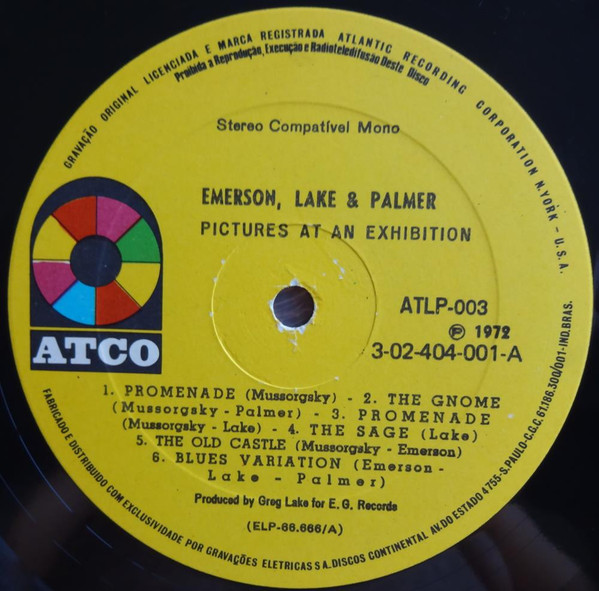 GRAVAÇÃO ORIGINAL LICENCIADA E MARCA REGISTRADA ATLANTIC RECORDING CORPORATION N.YORK - U.S.A.
Proibida a Reprodução, Execução e Radioteledifusão Deste Disco
Stereo Compatível Mono
EMERSON, LAKE & PALMER
PICTURES AT AN EXHIBITION
ATCO
ATLP-003
℗ 1972
3-02-404-001-A
1. PROMENADE (Mussorgsky) - 2. THE GNOME
(Mussorgsky - Palmer) - 3. PROMENADE
(Mussorgsky - Lake) - 4. THE SAGE (Lake)
5. THE OLD CASTLE (Mussorgsky - Emerson)
6. BLUES VARIATION (Emerson -
Lake - Palmer)
Produced by Greg Lake for E. G. Records
(ELP-66.666/A)
FABRICADO E DISTRIBUIDO COM EXCLUSIVIDADE POR GRAVAÇÕES ELETRICAS S A. DISCOS CONTINENTAL AV. DO ESTADO 4755 - S. PAULO - C.G.C. 61.186.300/001 - IND. BRAS.